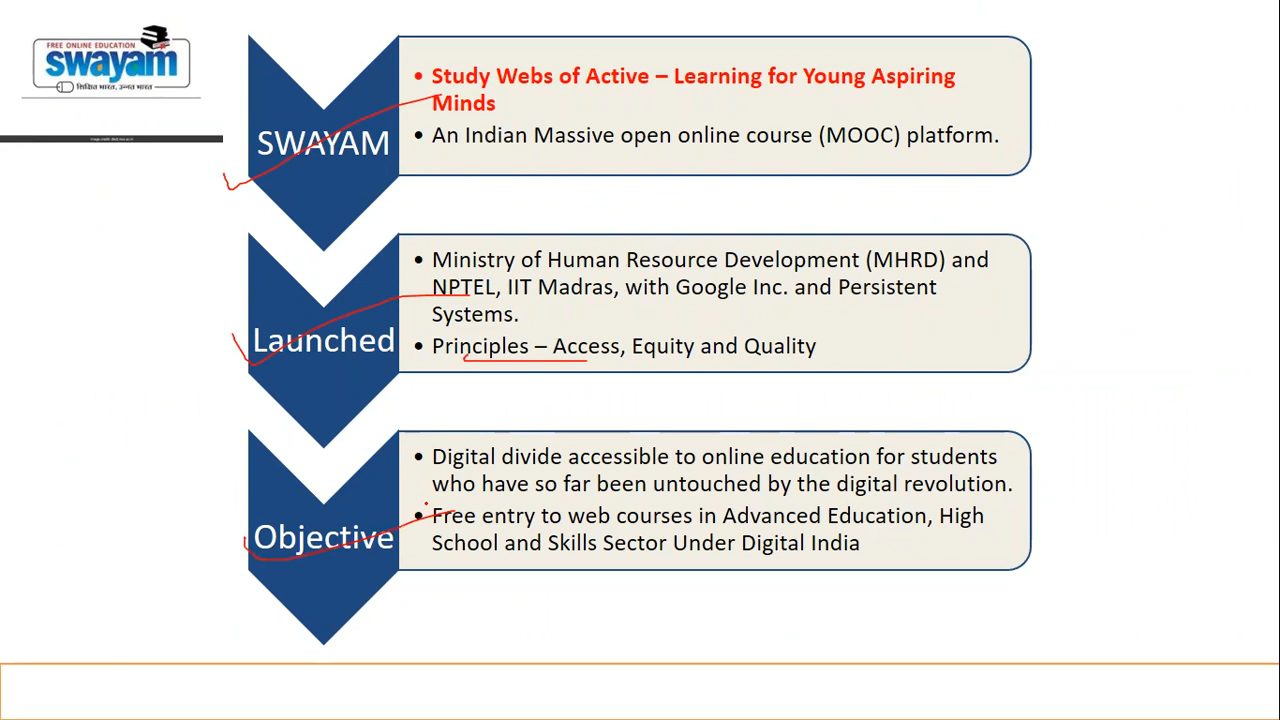 FREE ONLINE EDUCATION
swayam
शिक्षित भारत, उन्नत भारत
SWAYAM
• Study Webs of Active – Learning for Young Aspiring
Minds
• An Indian Massive open online course (MOOC) platform.
Launched
• Ministry of Human Resource Development (MHRD) and
NPTEL, IIT Madras, with Google Inc. and Persistent
Systems.
• Principles – Access, Equity and Quality
Objective
• Digital divide accessible to online education for students
who have so far been untouched by the digital revolution.
• Free entry to web courses in Advanced Education, High
School and Skills Sector Under Digital India